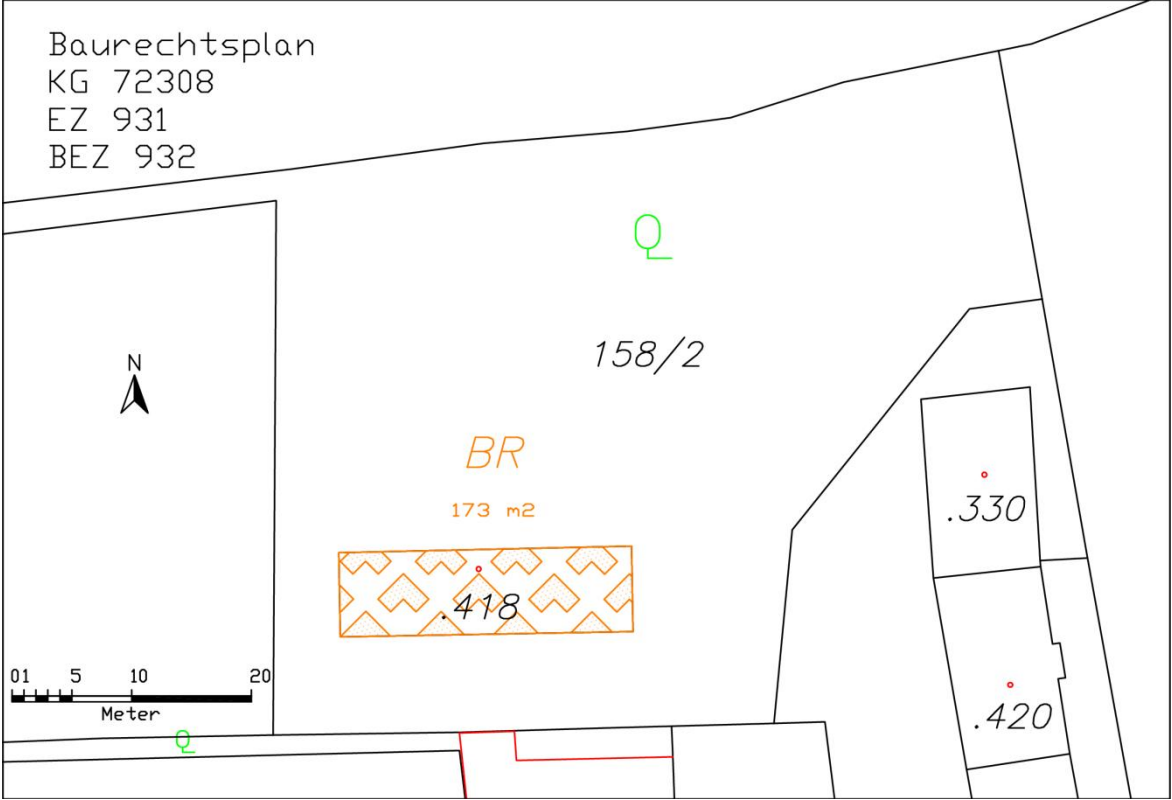 Baurechtsplan
KG 72308
EZ 931
BEZ 932
158/2
N
BR
173 m2
.330
.418
01 5 10 20
Meter
.420